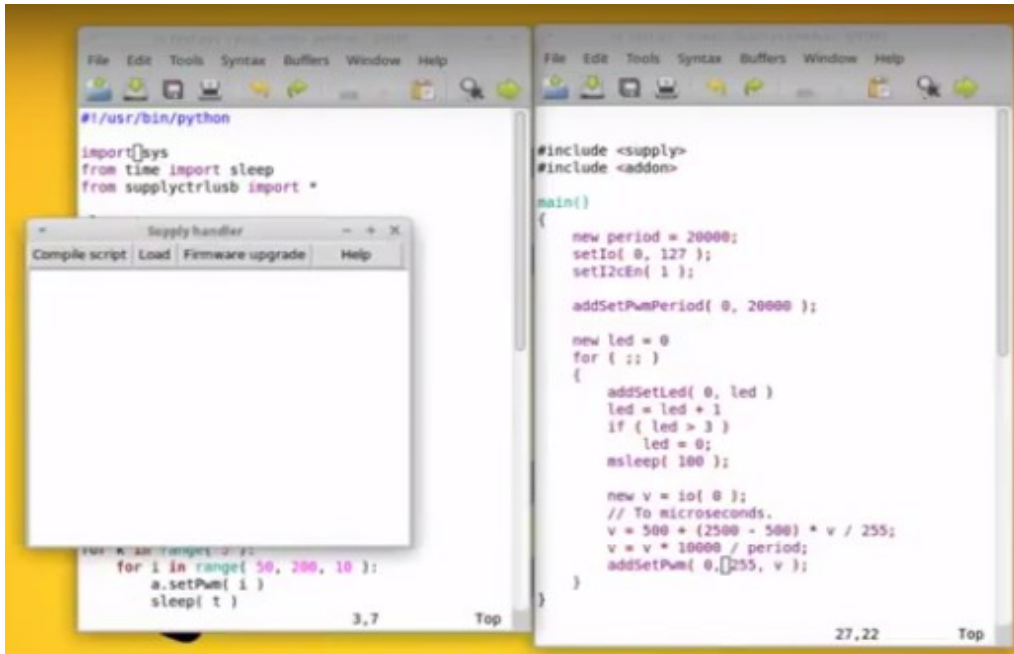 File Edit Tools Syntax Buffers Window Help
#!/usr/bin/python
import sys
from time import sleep
from supplyctrlusb import *
Supply handler
Compile script Load Firmware upgrade Help
for k in range( 5 ):
for i in range( 50, 200, 10 ):
a.setPwm( i )
sleep( t )
3,7 Top
File Edit Tools Syntax Buffers Window Help
#include <supply>
#include <addon>
main()
{
new period = 20000;
setIo( 0, 127 );
setI2cEn( 1 );
addSetPwmPeriod( 0, 20000 );
new led = 0
for ( ;; )
{
addSetLed( 0, led )
led = led + 1
if ( led > 3 )
led = 0;
msleep( 100 );
new v = io( 0 );
// To microseconds.
v = 500 + (2500 - 500) * v / 255;
v = v * 10000 / period;
addSetPwm( 0, 255, v );
}
}
27,22 Top